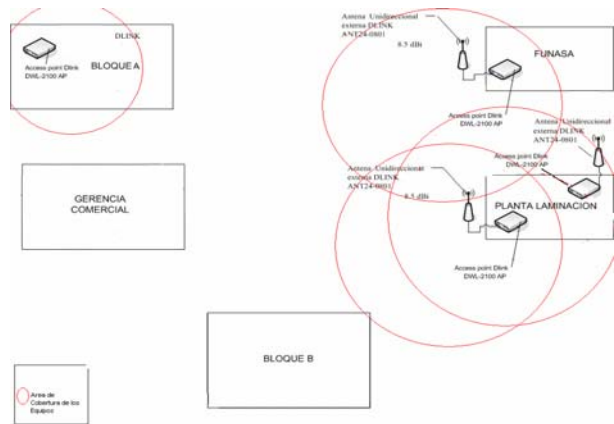 DLINK
BLOQUE A
Access point Dlink
DWL-2100 AP
Antena Unidireccional
externa DLINK
ANT24-0801
8.5 dBi
FUNASA
Access point Dlink
DWL-2100 AP
Antena Unidireccional
externa DLINK
ANT24-0801
Access point Dlink
DWL-2100 AP
Antena Unidireccional
externa DLINK
ANT24-0801
8.5 dBi
PLANTA LAMINACION
Access point Dlink
DWL-2100 AP
GERENCIA
COMERCIAL
BLOQUE B
Area de
Cobertura de los
Equipos